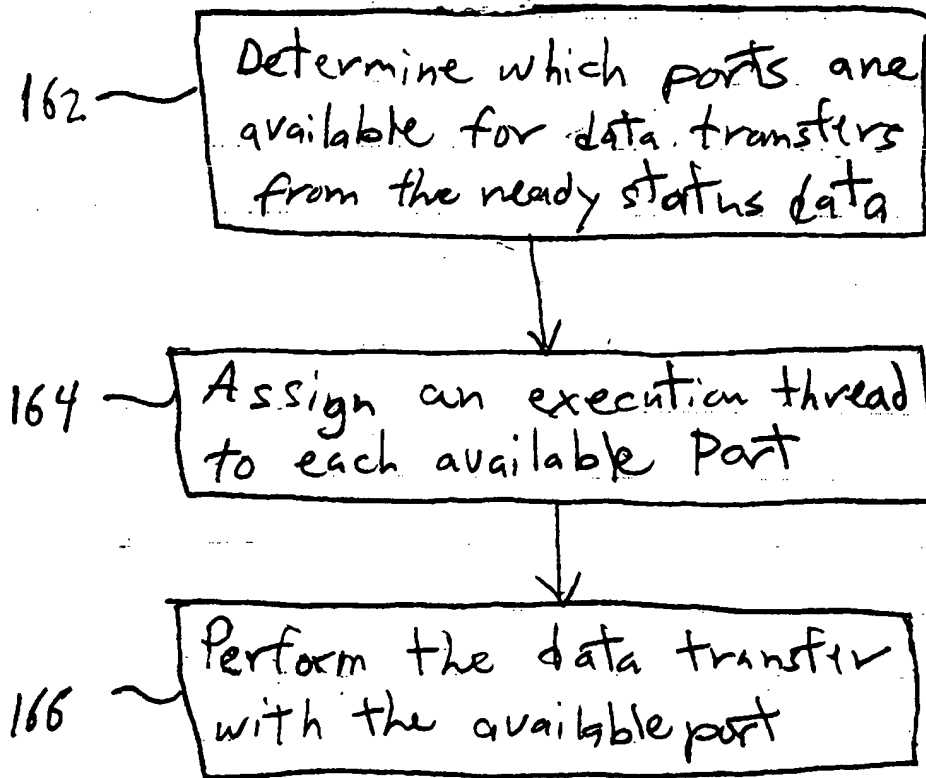 162
Determine which ports are
available for data transfers
from the ready status data
164
Assign an execution thread
to each available Port
166
Perform the data transfer
with the available port